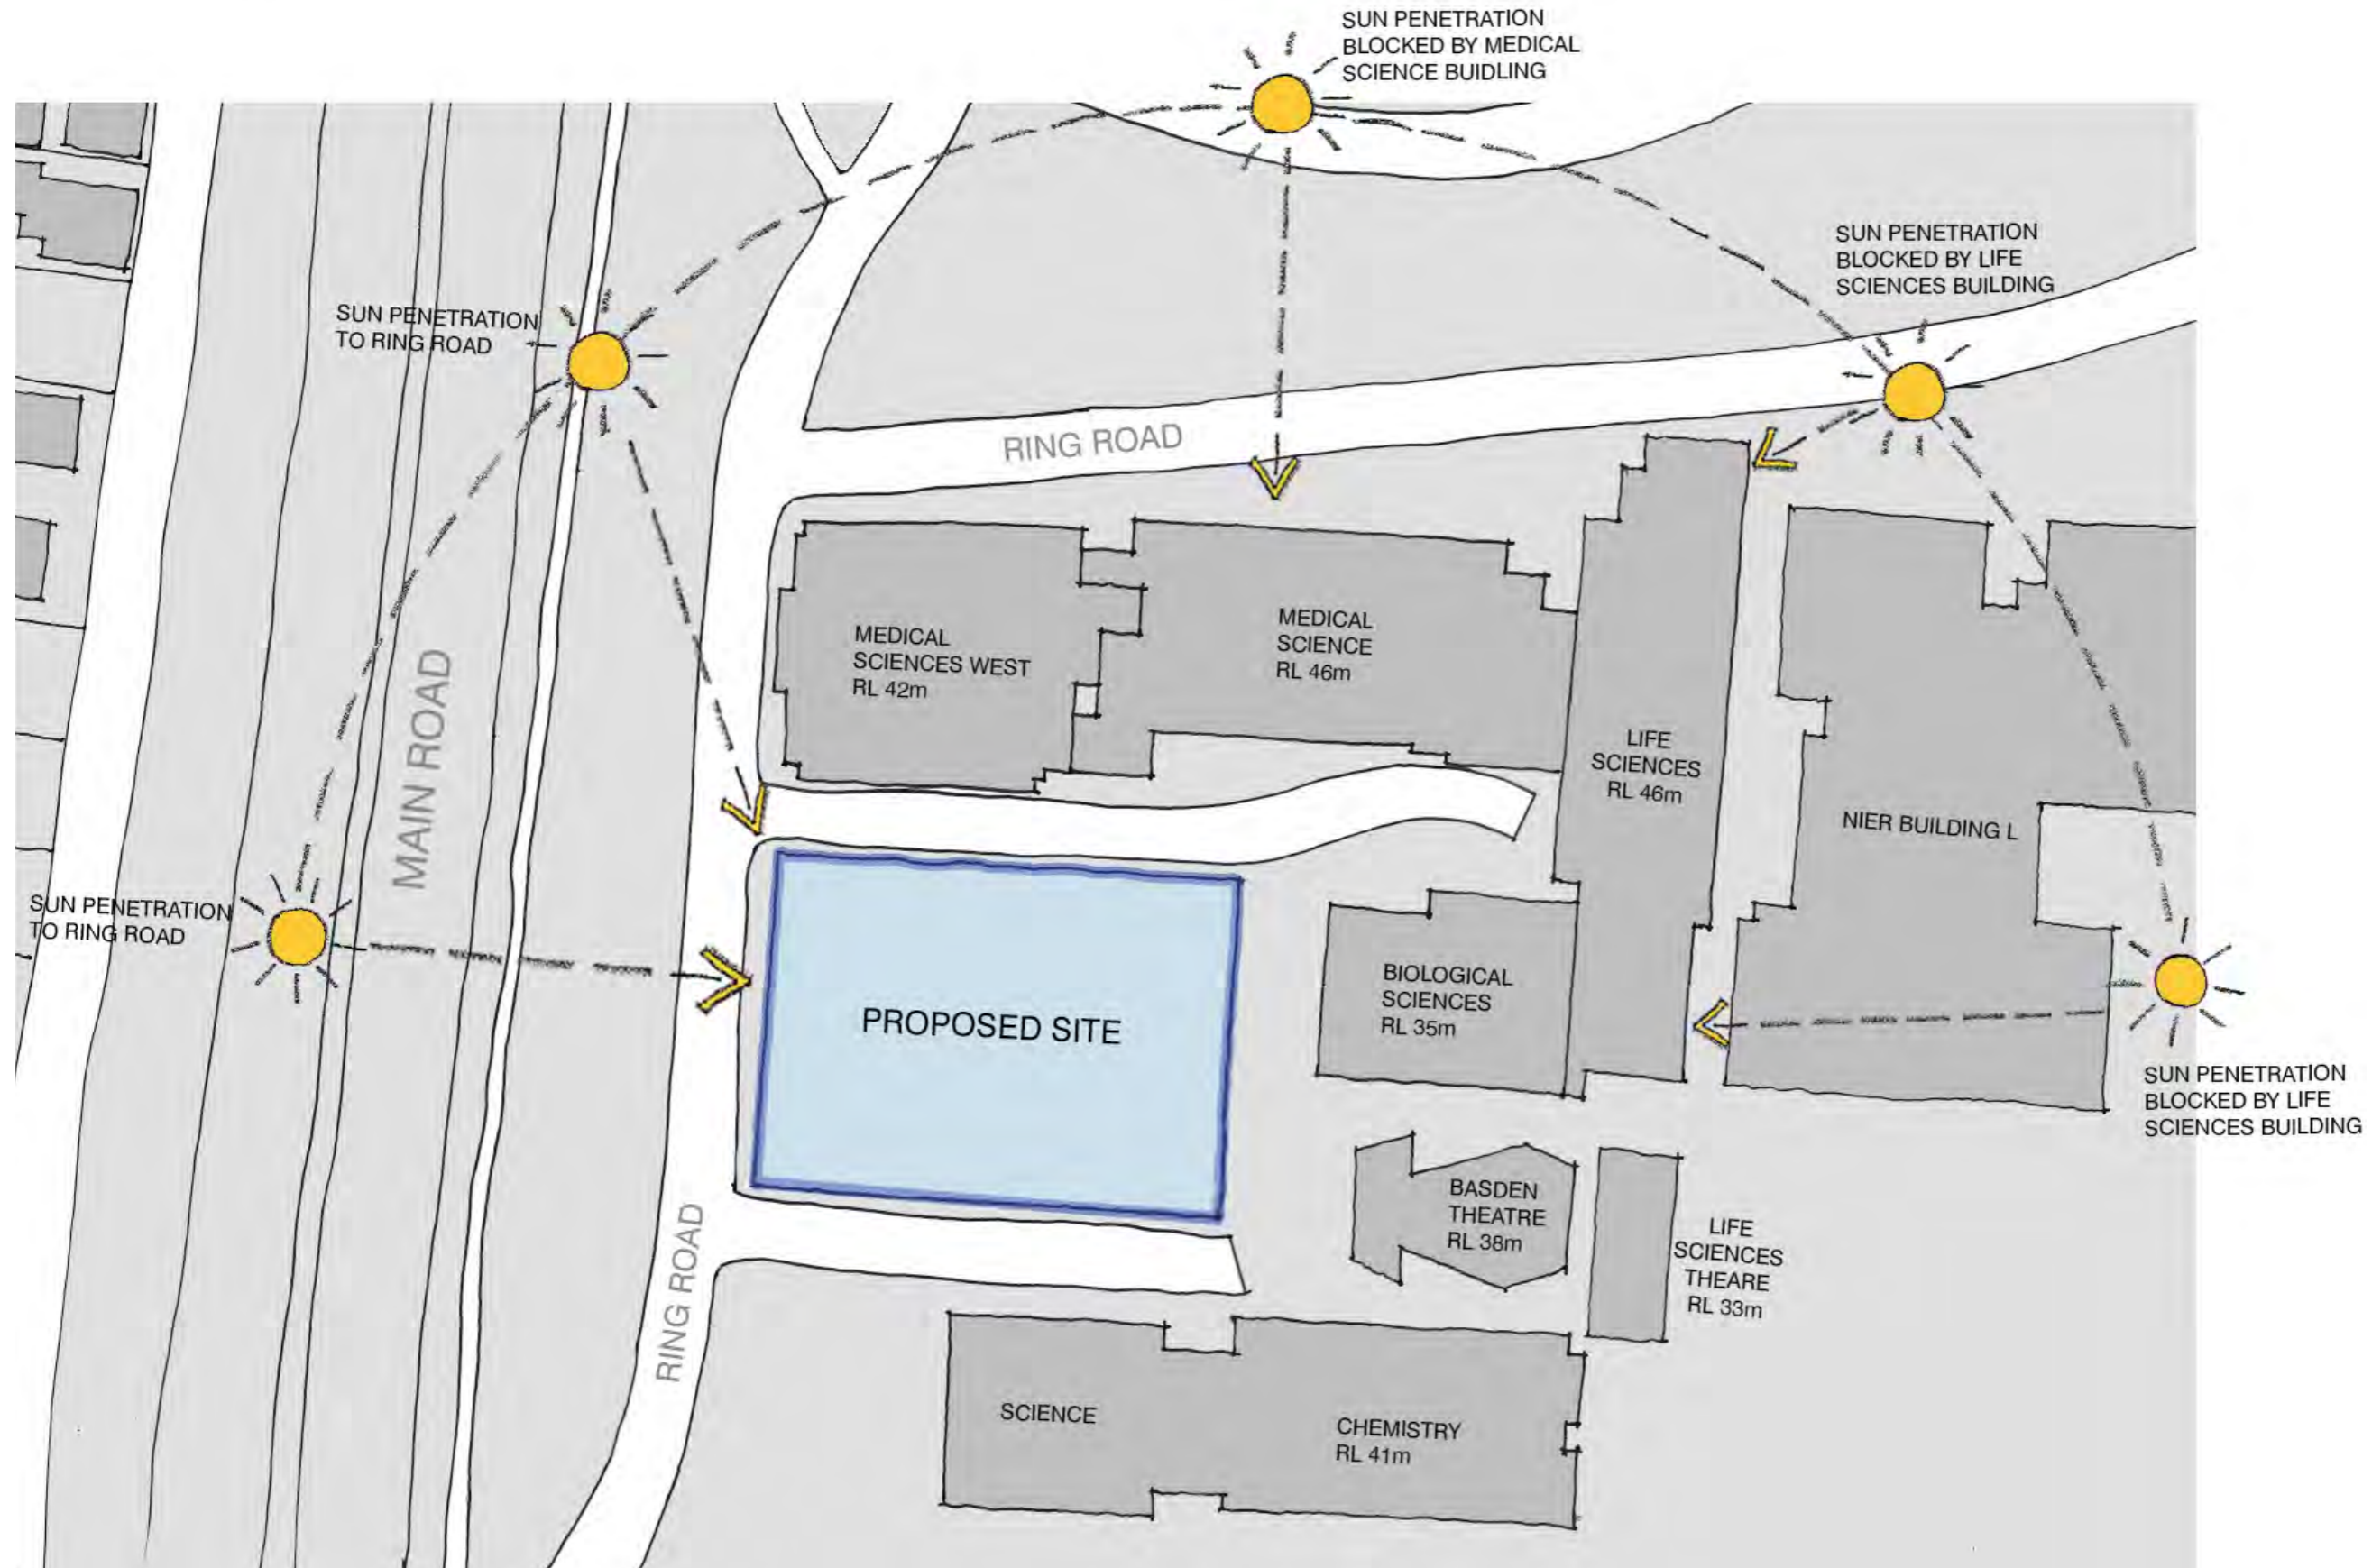 SUN PENETRATION
BLOCKED BY MEDICAL
SCIENCE BUIDLING
SUN PENETRATION
BLOCKED BY LIFE
SCIENCES BUILDING
SUN PENETRATION
TO RING ROAD
RING ROAD
MEDICAL
SCIENCES WEST
RL 42m
MEDICAL
SCIENCE
RL 46m
MAIN ROAD
LIFE
SCIENCES
RL 46m
NIER BUILDING L
SUN PENETRATION
TO RING ROAD
PROPOSED SITE
BIOLOGICAL
SCIENCES
RL 35m
SUN PENETRATION
BLOCKED BY LIFE
SCIENCES BUILDING
BASDEN
THEATRE
RL 38m
LIFE
SCIENCES
THEARE
RL 33m
RING ROAD
SCIENCE
CHEMISTRY
RL 41m